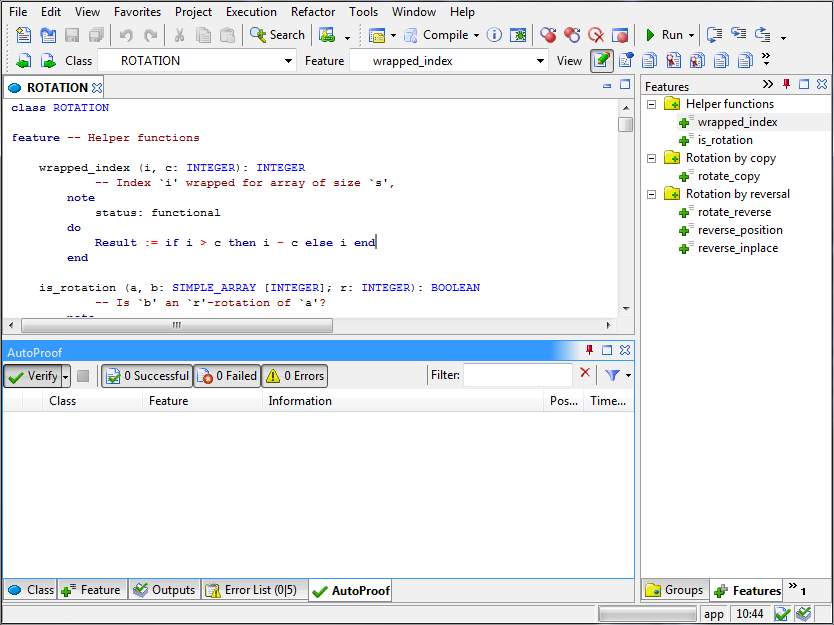 File Edit View Favorites Project Execution Refactor Tools Window Help
Search Compile Run
Class ROTATION Feature wrapped_index View
ROTATION
class ROTATION
feature -- Helper functions
wrapped_index (i, c: INTEGER): INTEGER
-- Index `i' wrapped for array of size `s',
note
status: functional
do
Result := if i > c then i - c else i end
end
is_rotation (a, b: SIMPLE_ARRAY [INTEGER]; r: INTEGER): BOOLEAN
-- Is `b' an `r'-rotation of `a'?
note
Features
Helper functions
wrapped_index
is_rotation
Rotation by copy
rotate_copy
Rotation by reversal
rotate_reverse
reverse_position
reverse_inplace
AutoProof
Verify 0 Successful 0 Failed 0 Errors Filter:
Class Feature Information Pos... Time...
Class Feature Outputs Error List (0|5) AutoProof
Groups Features 1
app 10:44